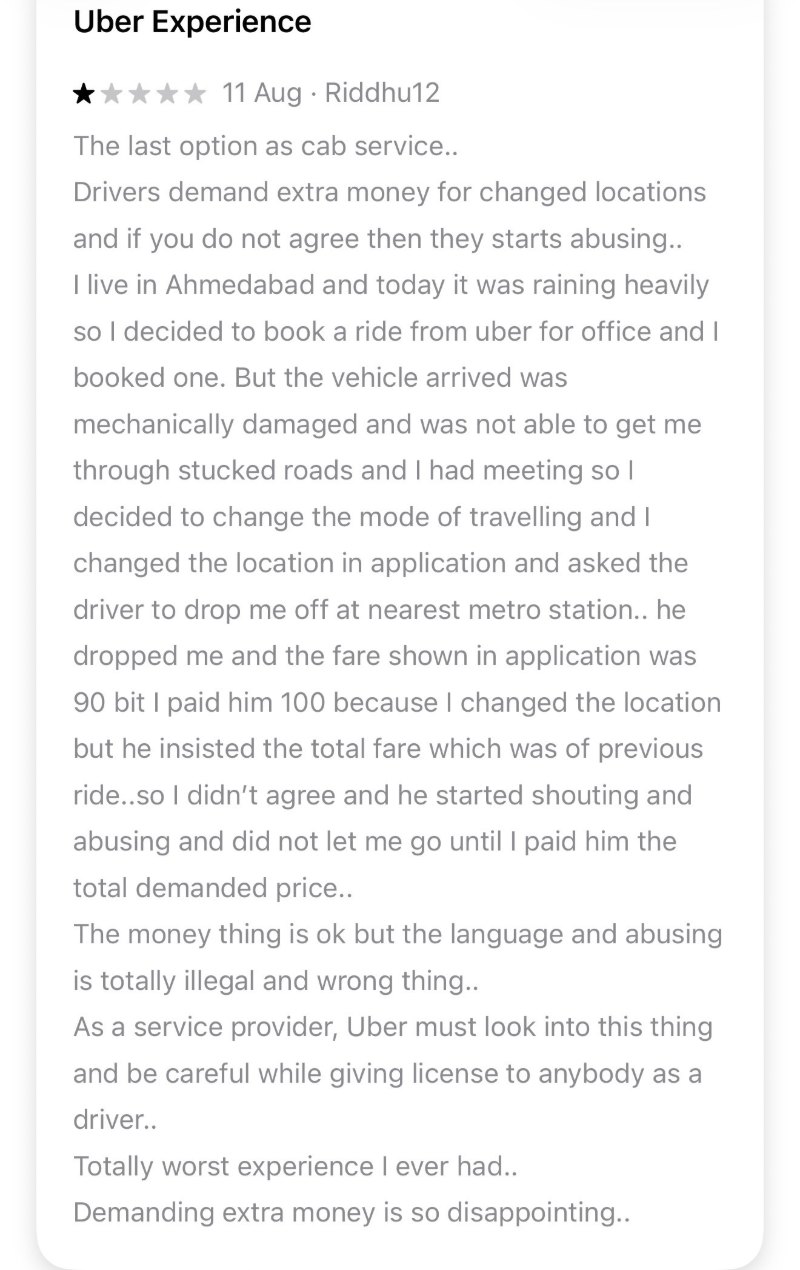 Uber Experience
★★★★★ 11 Aug · Riddhu12
The last option as cab service..
Drivers demand extra money for changed locations
and if you do not agree then they starts abusing..
I live in Ahmedabad and today it was raining heavily
so I decided to book a ride from uber for office and I
booked one. But the vehicle arrived was
mechanically damaged and was not able to get me
through stucked roads and I had meeting so I
decided to change the mode of travelling and I
changed the location in application and asked the
driver to drop me off at nearest metro station.. he
dropped me and the fare shown in application was
90 bit I paid him 100 because I changed the location
but he insisted the total fare which was of previous
ride..so I didn’t agree and he started shouting and
abusing and did not let me go until I paid him the
total demanded price..
The money thing is ok but the language and abusing
is totally illegal and wrong thing..
As a service provider, Uber must look into this thing
and be careful while giving license to anybody as a
driver..
Totally worst experience I ever had..
Demanding extra money is so disappointing..